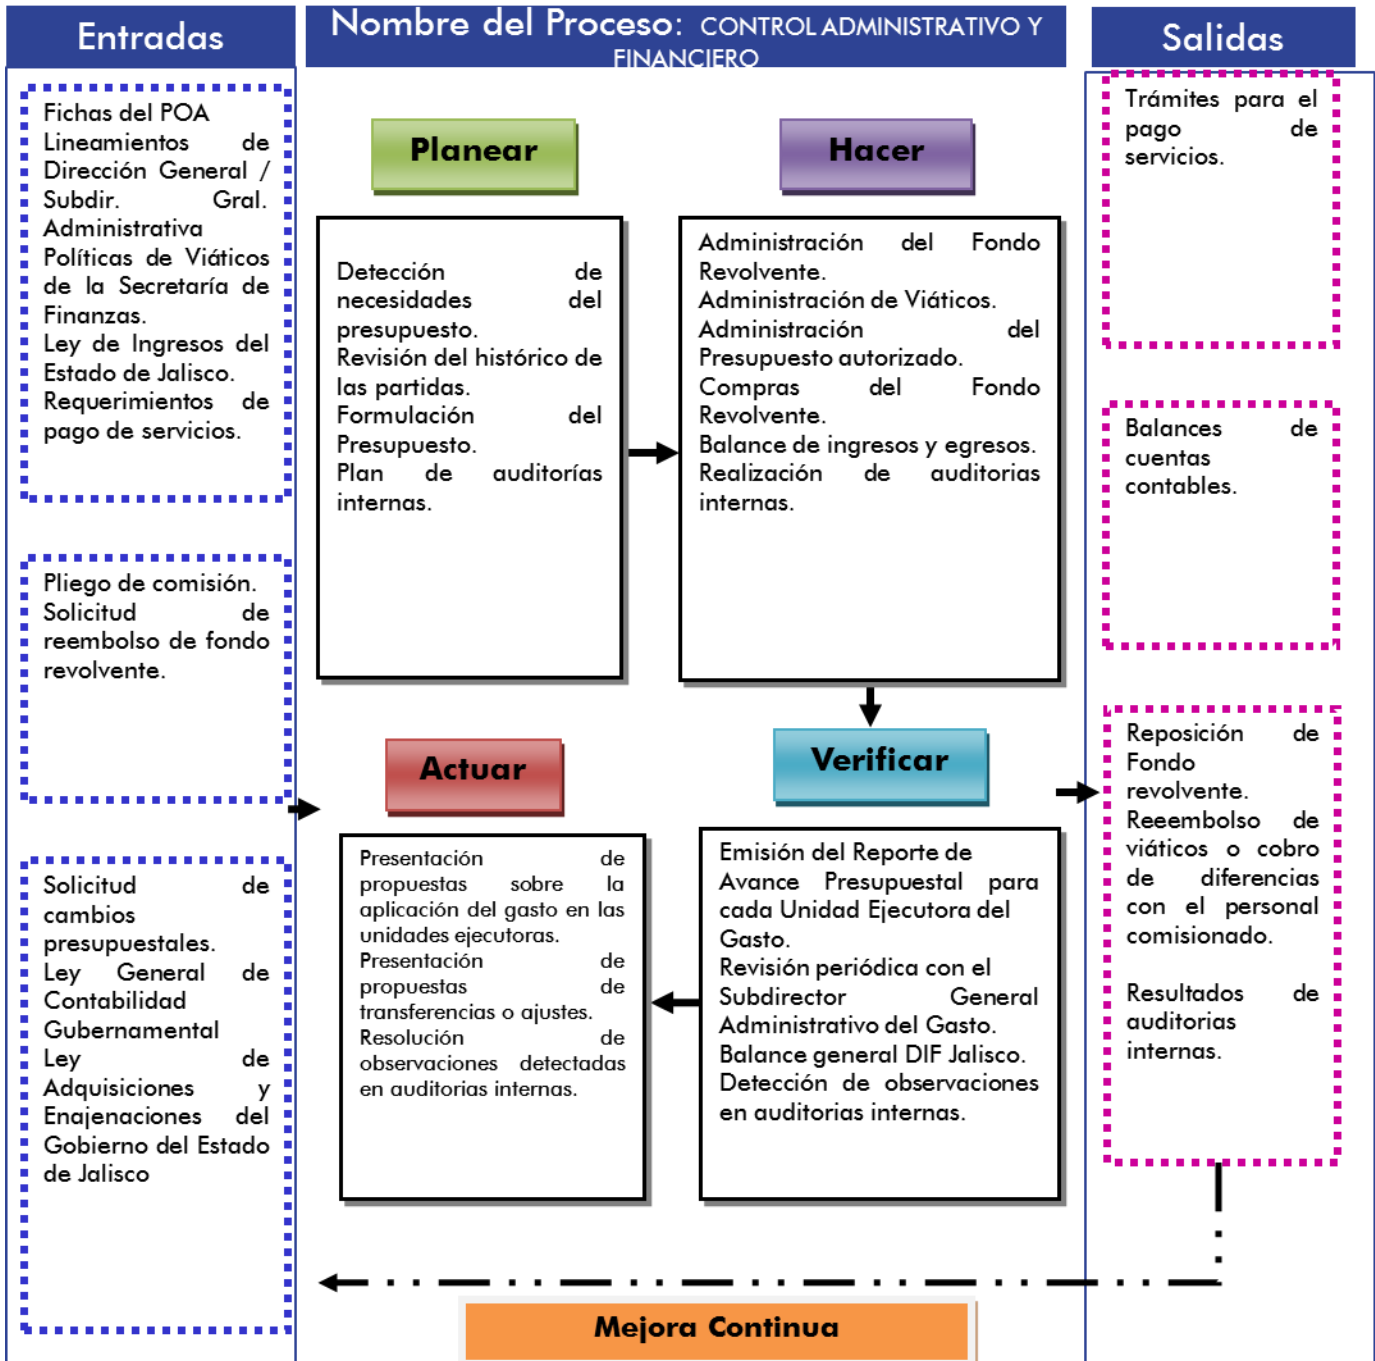 Entradas
Fichas del POA
Lineamientos de
Dirección General /
Subdir. Gral.
Administrativa
Políticas de Viáticos
de la Secretaría de
Finanzas.
Ley de Ingresos del
Estado de Jalisco.
Requerimientos de
pago de servicios.
Pliego de comisión.
Solicitud de
reembolso de fondo
revolvente.
Solicitud de
cambios
presupuestales.
Ley General de
Contabilidad
Gubernamental
Ley de
Adquisiciones y
Enajenaciones del
Gobierno del Estado
de Jalisco
Nombre del Proceso: CONTROL ADMINISTRATIVO Y
FINANCIERO
Planear
Detección de
necesidades del
presupuesto.
Revisión del histórico de
las partidas.
Formulación del
Presupuesto.
Plan de auditorías
internas.
Hacer
Administración del Fondo
Revolvente.
Administración de Viáticos.
Administración del
Presupuesto autorizado.
Compras del Fondo
Revolvente.
Balance de ingresos y egresos.
Realización de auditorias
internas.
Actuar
Presentación de
propuestas sobre la
aplicación del gasto en las
unidades ejecutoras.
Presentación de
propuestas de
transferencias o ajustes.
Resolución de
observaciones detectadas
en auditorias internas.
Verificar
Emisión del Reporte de
Avance Presupuestal para
cada Unidad Ejecutora del
Gasto.
Revisión periódica con el
Subdirector General
Administrativo del Gasto.
Balance general DIF Jalisco.
Detección de observaciones
en auditorias internas.
Salidas
Trámites para el
pago de
servicios.
Balances de
cuentas
contables.
Reposición de
Fondo
revolvente.
Reeembolso de
viáticos o cobro
de diferencias
con el personal
comisionado.
Resultados de
auditorias
internas.
Mejora Continua